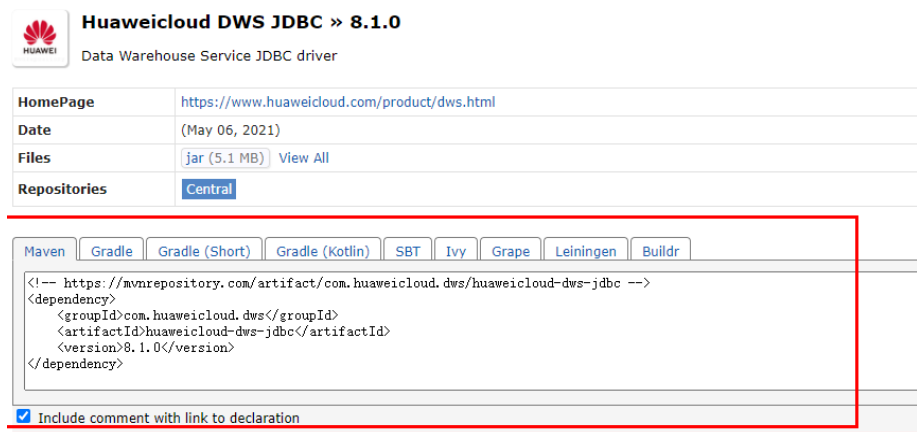 HUAWEI
Huaweicloud DWS JDBC » 8.1.0
Data Warehouse Service JDBC driver
HomePage https://www.huaweicloud.com/product/dws.html
Date (May 06, 2021)
Files jar (5.1 MB) View All
Repositories Central
Maven Gradle Gradle (Short) Gradle (Kotlin) SBT Ivy Grape Leiningen Buildr
<!-- https://mvnrepository.com/artifact/com.huaweicloud.dws/huaweicloud-dws-jdbc -->
<dependency>
    <groupId>com.huaweicloud.dws</groupId>
    <artifactId>huaweicloud-dws-jdbc</artifactId>
    <version>8.1.0</version>
</dependency>
Include comment with link to declaration